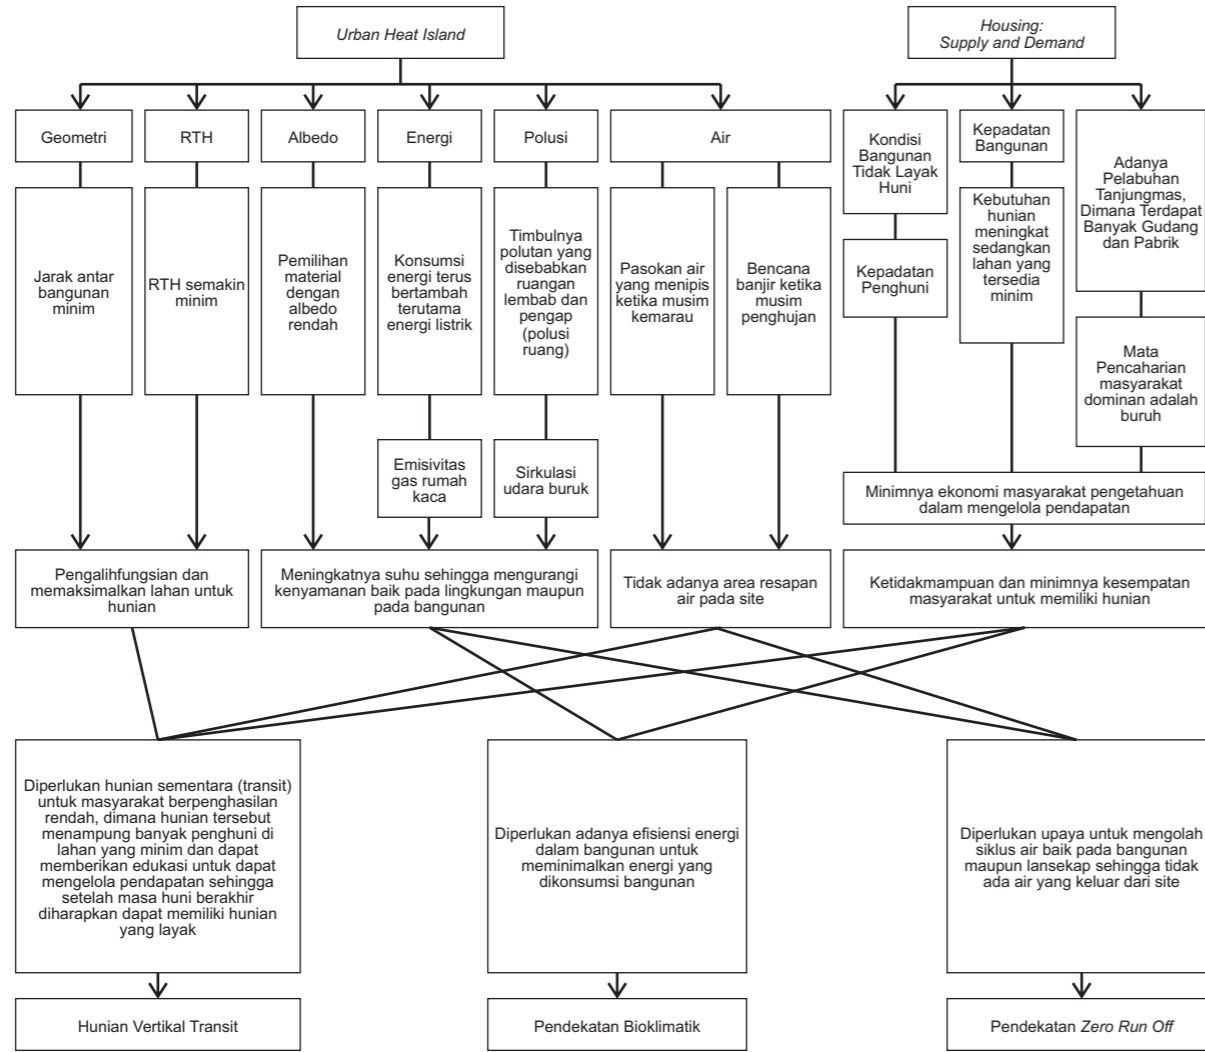 Urban Heat Island
Housing:
Supply and Demand
Geometri
RTH
Albedo
Energi
Polusi
Air
Kondisi
Bangunan
Tidak Layak
Huni
Kepadatan
Bangunan
Adanya
Pelabuhan
Tanjungmas,
Dimana Terdapat
Banyak Gudang
dan Pabrik
Jarak antar
bangunan
minim
RTH semakin
minim
Pemilihan
material
dengan
albedo
rendah
Konsumsi
energi terus
bertambah
terutama
energi listrik
Timbulnya
polutan yang
disebabkan
ruangan
lembab dan
pengap
(polusi
ruang)
Pasokan air
yang menipis
ketika musim
kemarau
Bencana
banjir ketika
musim
penghujan
Kepadatan
Penghuni
Kebutuhan
hunian
meningkat
sedangkan
lahan yang
tersedia
minim
Mata
Pencaharian
masyarakat
dominan adalah
buruh
Emisivitas
gas rumah
kaca
Sirkulasi
udara buruk
Minimnya ekonomi masyarakat pengetahuan
dalam mengelola pendapatan
Pengalihfungsian dan
memaksimalkan lahan untuk
hunian
Meningkatnya suhu sehingga mengurangi
kenyamanan baik pada lingkungan maupun
pada bangunan
Tidak adanya area resapan
air pada site
Ketidakmampuan dan minimnya kesempatan
masyarakat untuk memiliki hunian
Diperlukan hunian sementara (transit)
untuk masyarakat berpenghasilan
rendah, dimana hunian tersebut
menampung banyak penghuni di
lahan yang minim dan dapat
memberikan edukasi untuk dapat
mengelola pendapatan sehingga
setelah masa huni berakhir
diharapkan dapat memiliki hunian
yang layak
Diperlukan adanya efisiensi energi
dalam bangunan untuk
meminimalkan energi yang
dikonsumsi bangunan
Diperlukan upaya untuk mengolah
siklus air baik pada bangunan
maupun lansekap sehingga tidak
ada air yang keluar dari site
Hunian Vertikal Transit
Pendekatan Bioklimatik
Pendekatan Zero Run Off